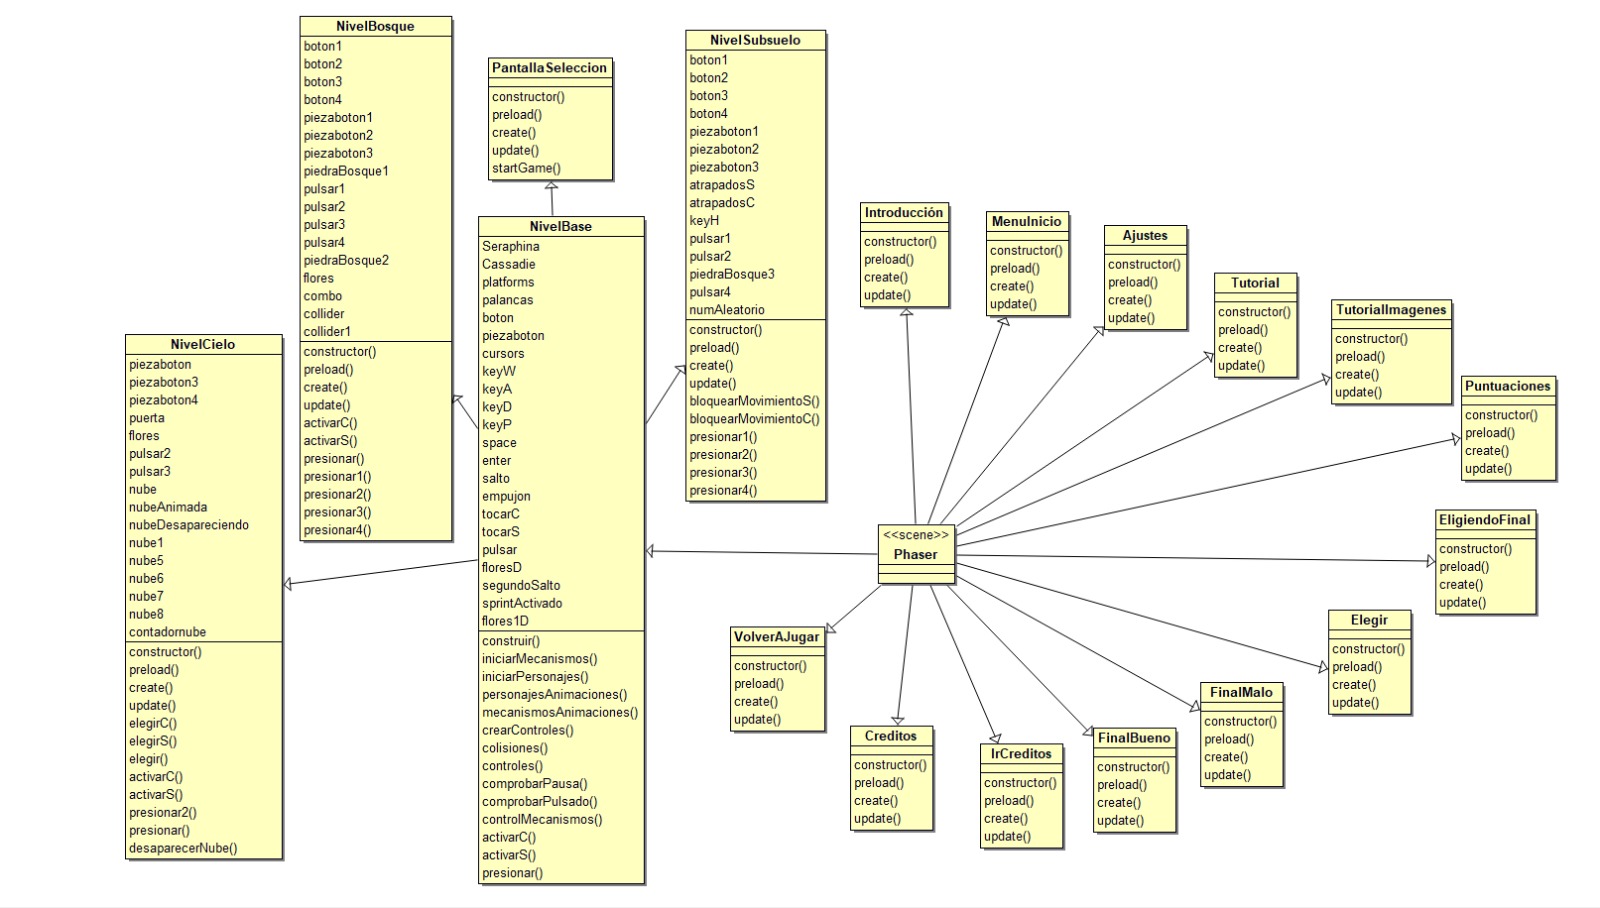 NivelBosque
boton1
boton2
boton3
boton4
piezaboton1
piezaboton2
piezaboton3
piedraBosque1
pulsar1
pulsar2
pulsar3
pulsar4
piedraBosque2
flores
combo
collider
collider1
constructor()
preload()
create()
update()
activarC()
activarS()
presionar()
presionar1()
presionar2()
presionar3()
presionar4()
PantallaSeleccion
constructor()
preload()
create()
update()
startGame()
NivelSubsuelo
boton1
boton2
boton3
boton4
piezaboton1
piezaboton2
piezaboton3
atrapadosS
atrapadosC
keyH
pulsar1
pulsar2
piedraBosque3
pulsar4
numAleatorio
constructor()
preload()
create()
update()
bloquearMovimientoS()
bloquearMovimientoC()
presionar1()
presionar2()
presionar3()
presionar4()
NivelCielo
piezaboton
piezaboton3
piezaboton4
puerta
flores
pulsar2
pulsar3
nube
nubeAnimada
nubeDesapareciendo
nube1
nube5
nube6
nube7
nube8
contadornube
constructor()
preload()
create()
update()
elegirC()
elegirS()
elegir()
activarC()
activarS()
presionar2()
presionar()
desaparecerNube()
NivelBase
Seraphina
Cassadie
platforms
palancas
boton
piezaboton
cursors
keyW
keyA
keyD
keyP
space
enter
salto
empujon
tocarC
tocarS
pulsar
floresD
segundoSalto
sprintActivado
flores1D
construir()
iniciarMecanismos()
iniciarPersonajes()
personajesAnimaciones()
mecanismosAnimaciones()
crearControles()
colisiones()
controles()
comprobarPausa()
comprobarPulsado()
controlMecanismos()
activarC()
activarS()
presionar()
Introducción
constructor()
preload()
create()
update()
MenuInicio
constructor()
preload()
create()
update()
Ajustes
constructor()
preload()
create()
update()
Tutorial
constructor()
preload()
create()
update()
TutorialImagenes
constructor()
preload()
create()
update()
Puntuaciones
constructor()
preload()
create()
update()
<<scene>>
Phaser
EligiendoFinal
constructor()
preload()
create()
update()
Elegir
constructor()
preload()
create()
update()
FinalMalo
constructor()
preload()
create()
update()
FinalBueno
constructor()
preload()
create()
update()
IrCreditos
constructor()
preload()
create()
update()
Creditos
constructor()
preload()
create()
update()
VolverAJugar
constructor()
preload()
create()
update()